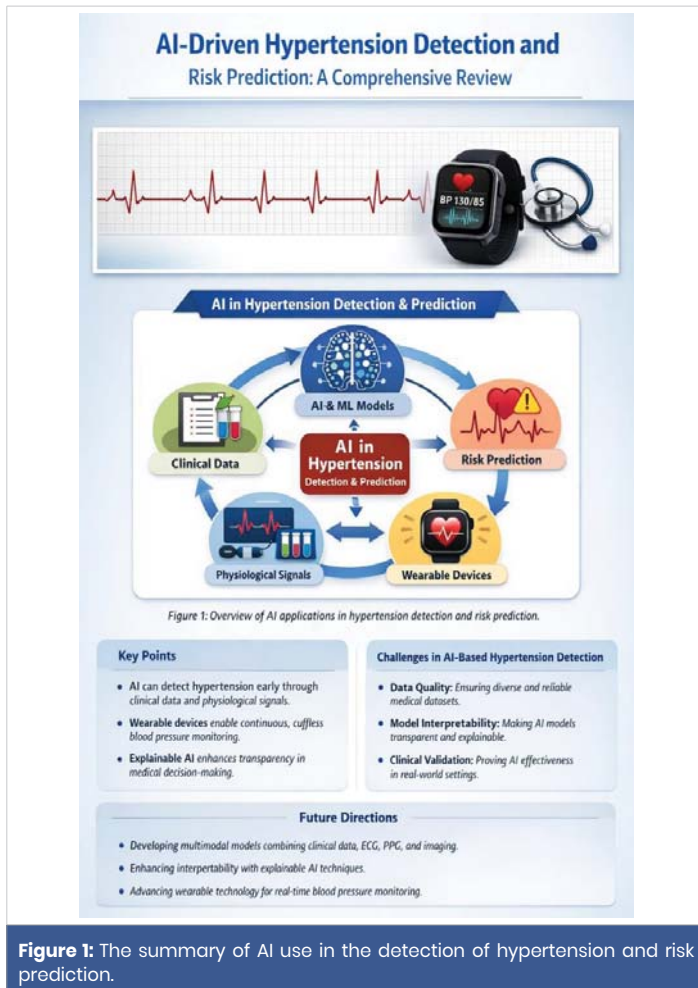 AI-Driven Hypertension Detection and
Risk Prediction: A Comprehensive Review
BP 130/85
AI in Hypertension Detection & Prediction
AI & ML Models
Clinical Data
AI in
Hypertension
Detection & Prediction
Risk Prediction
Physiological Signals
Wearable Devices
Figure 1: Overview of AI applications in hypertension detection and risk prediction.
Key Points
• AI can detect hypertension early through
clinical data and physiological signals.
• Wearable devices enable continuous, cuffless
blood pressure monitoring.
• Explainable AI enhances transparency in
medical decision-making.
Challenges in AI-Based Hypertension Detection
• Data Quality: Ensuring diverse and reliable
medical datasets.
• Model Interpretability: Making AI models
transparent and explainable.
• Clinical Validation: Proving AI effectiveness
in real-world settings.
Future Directions
• Developing multimodal models combining clinical data, ECG, PPG, and imaging.
• Enhancing interpertability with explainable AI techniques.
• Advancing wearable technology for real-time blood pressure monitoring.
Figure 1: The summary of AI use in the detection of hypertension and risk
prediction.